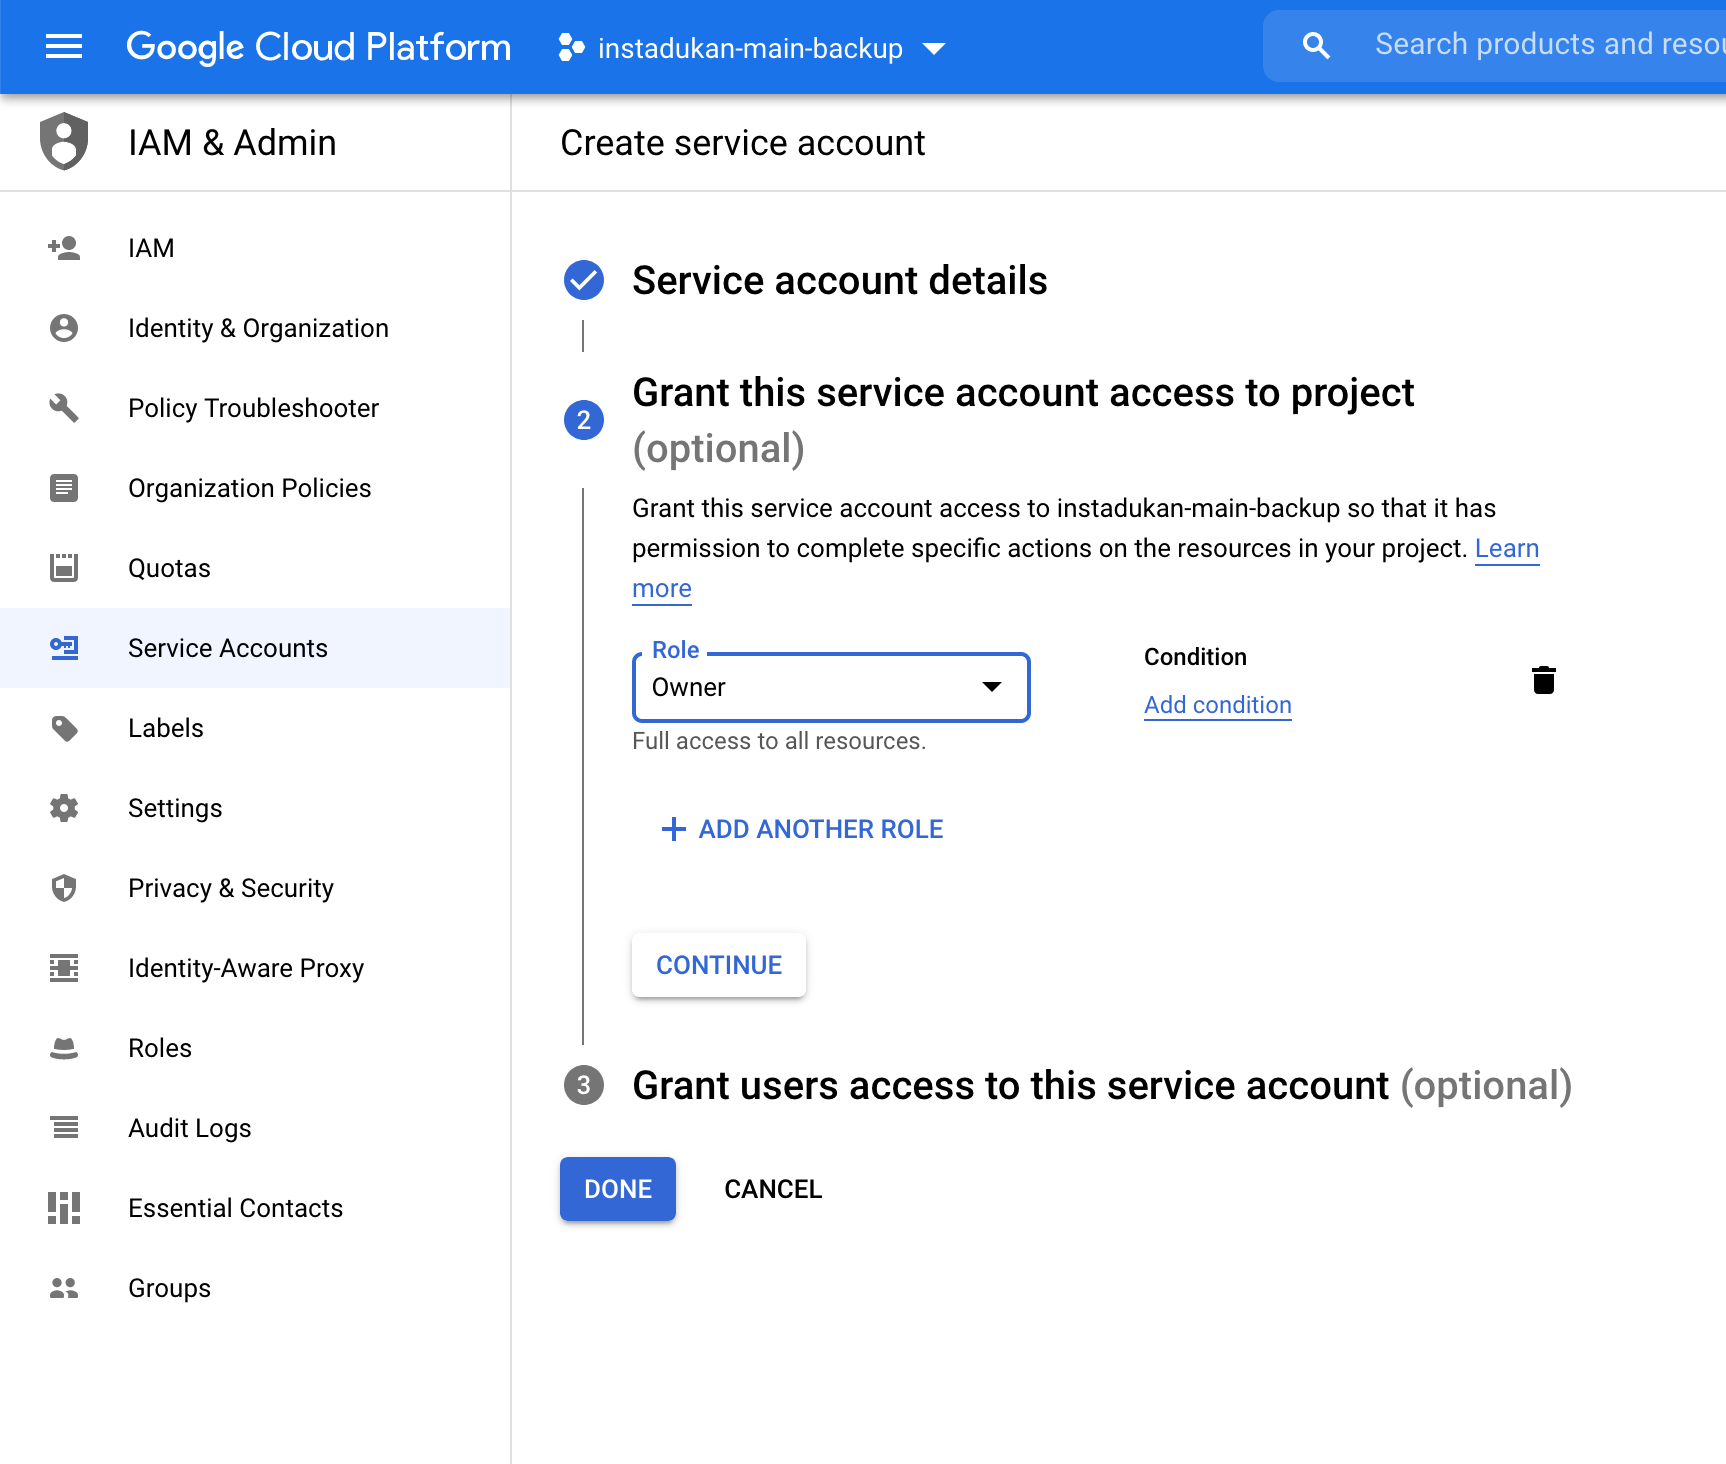 Google Cloud Platform
instadukan-main-backup
Search products and resou
IAM & Admin
Create service account
IAM
Identity & Organization
Policy Troubleshooter
Organization Policies
Quotas
Service Accounts
Labels
Settings
Privacy & Security
Identity-Aware Proxy
Roles
Audit Logs
Essential Contacts
Groups
Service account details
2
Grant this service account access to project
(optional)
Grant this service account access to instadukan-main-backup so that it has
permission to complete specific actions on the resources in your project. Learn
more
Role
Owner
Full access to all resources.
Condition
Add condition
ADD ANOTHER ROLE
CONTINUE
3
Grant users access to this service account (optional)
DONE
CANCEL